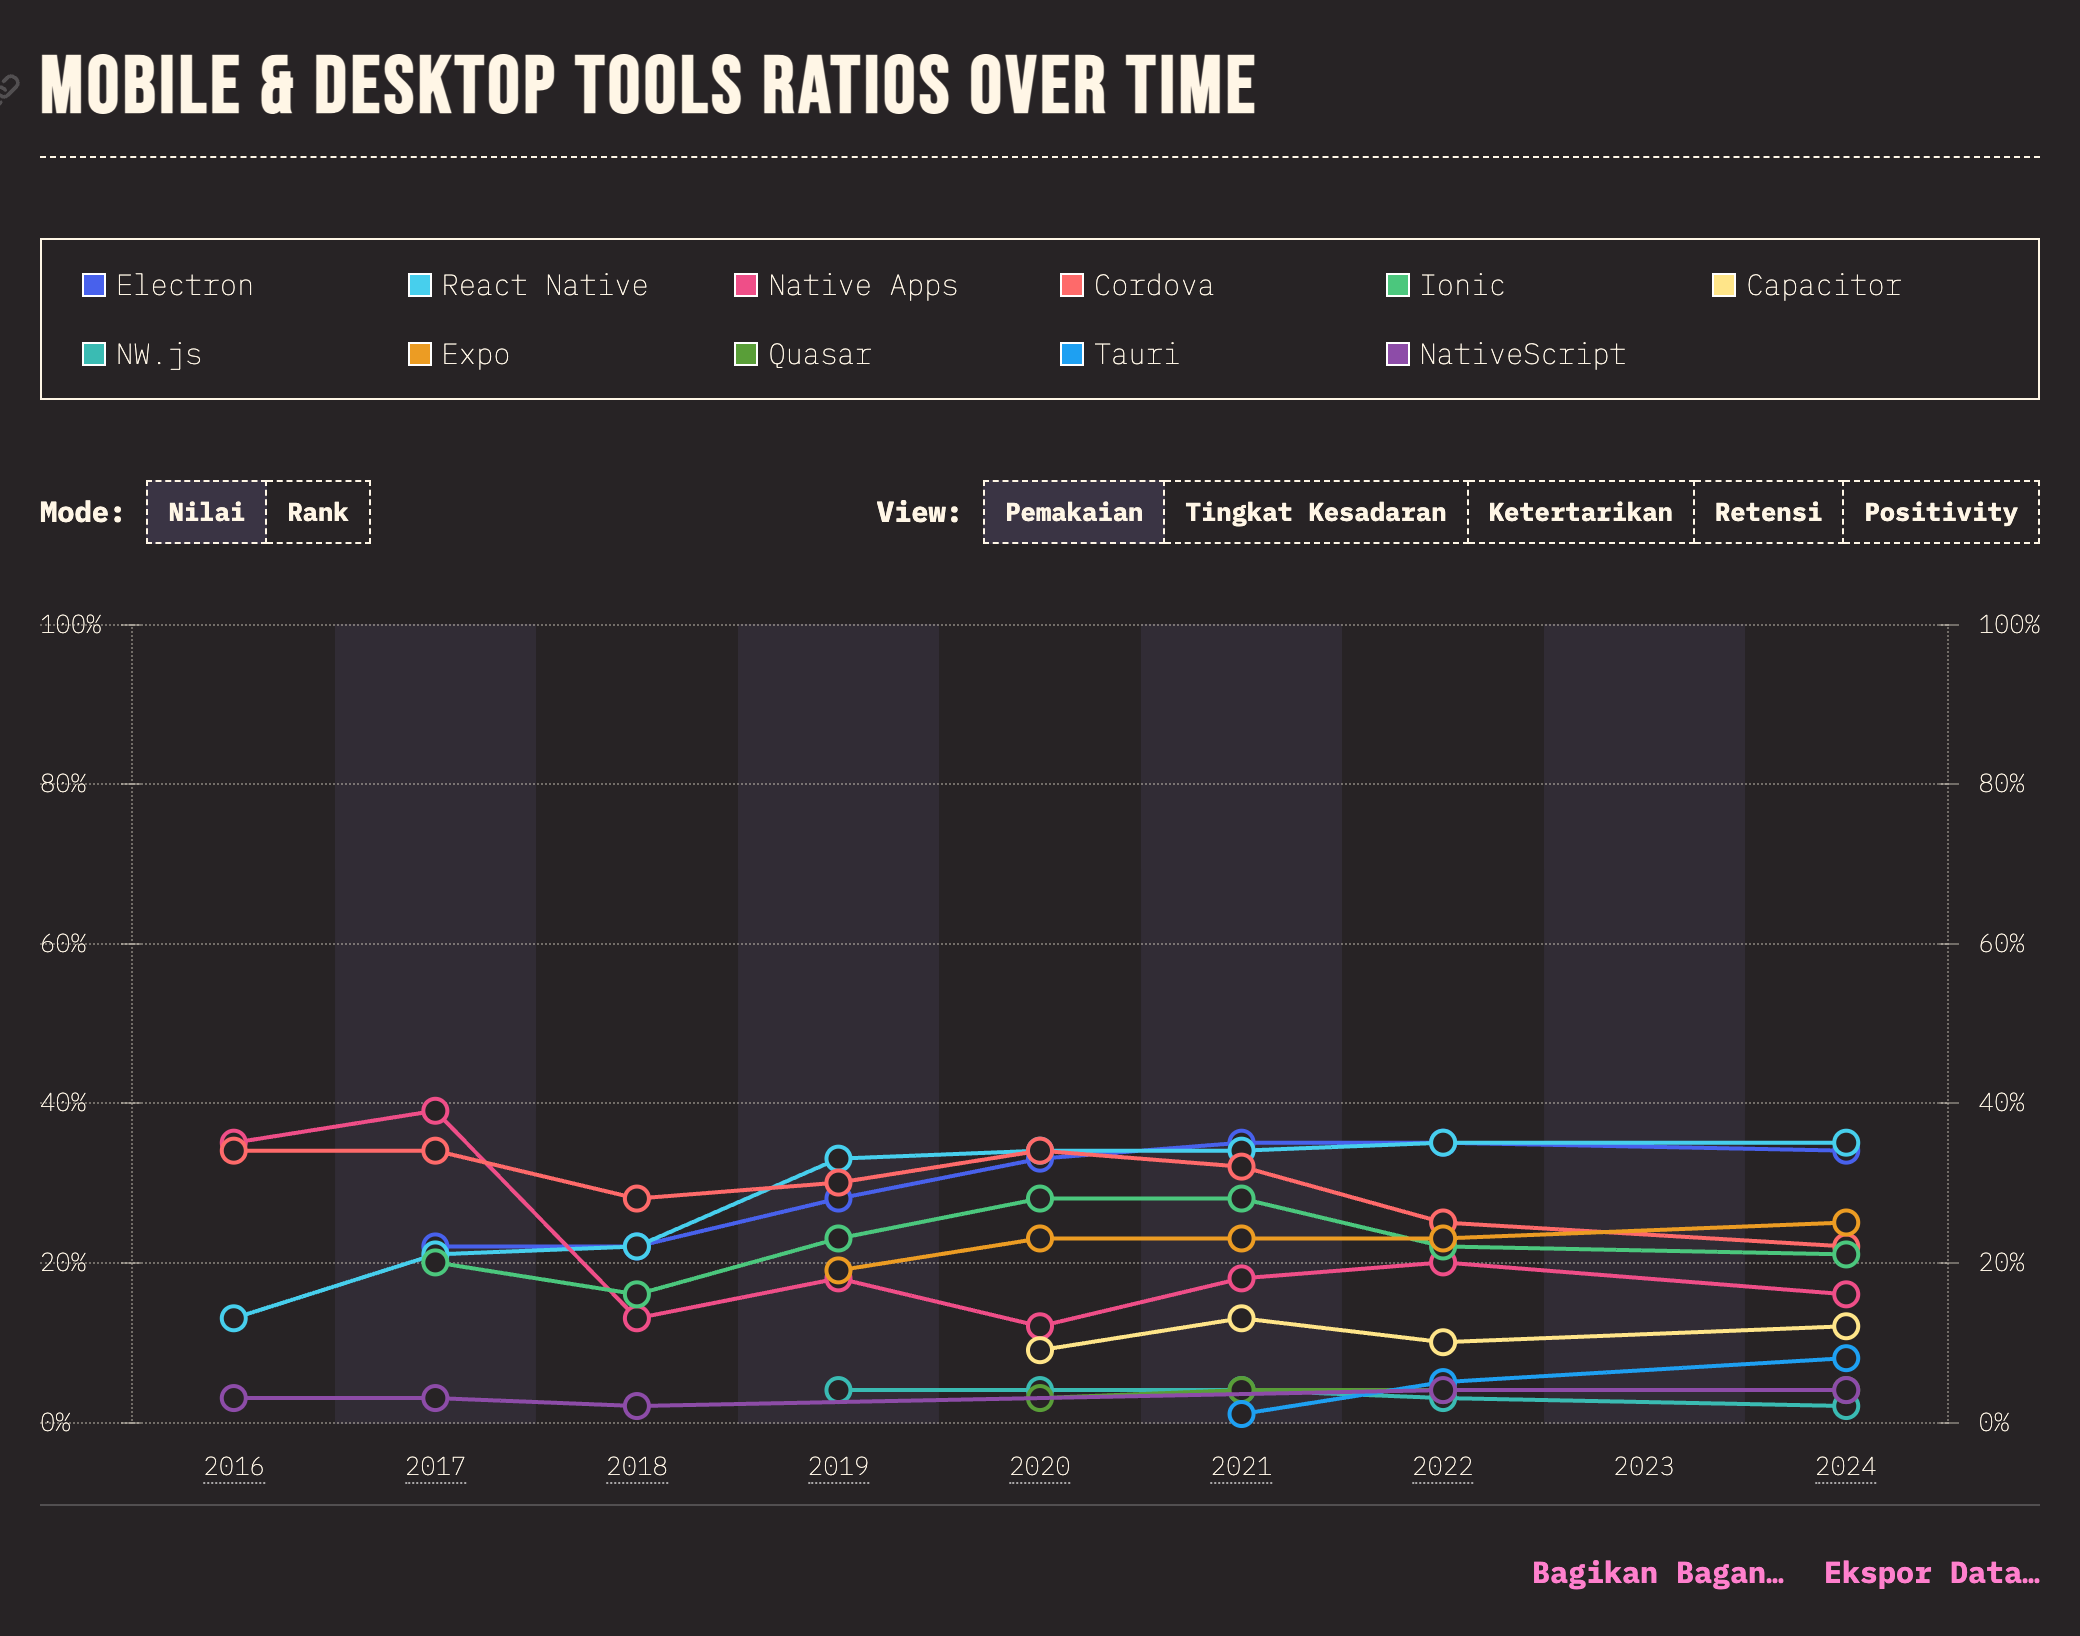 MOBILE & DESKTOP TOOLS RATIOS OVER TIME
Electron React Native Native Apps Cordova Ionic Capacitor
NW.js Expo Quasar Tauri NativeScript
Mode: Nilai Rank View: Pemakaian Tingkat Kesadaran Ketertarikan Retensi Positivity
100% 100%
80% 80%
60% 60%
40% 40%
20% 20%
0% 0%
2016 2017 2018 2019 2020 2021 2022 2023 2024
Bagikan Bagan… Ekspor Data…